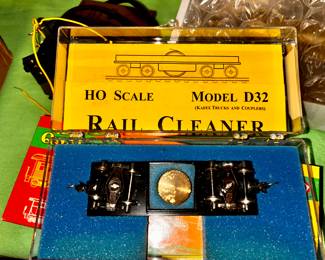 HO Scale Model D32
(Kadee Trucks and Couplers)
Rail Cleaner